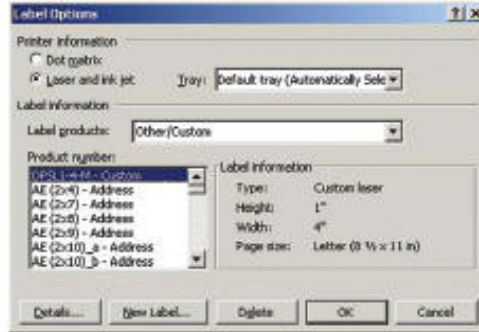 Label Options
Printer information
Dot matrix
Laser and ink jet
Tray: Default tray (Automatically Sele
Label information
Label products: Other/Custom
Product number:
OPSL1-4-M - Custom
AE (2x4) - Address
AE (2x7) - Address
AE (2x8) - Address
AE (2x9) - Address
AE (2x10)_a - Address
AE (2x10)_b - Address
Label information
Type: Custom laser
Height: 1"
Width: 4"
Page size: Letter (8 ½ x 11 in)
Details... New Label... Delete OK Cancel